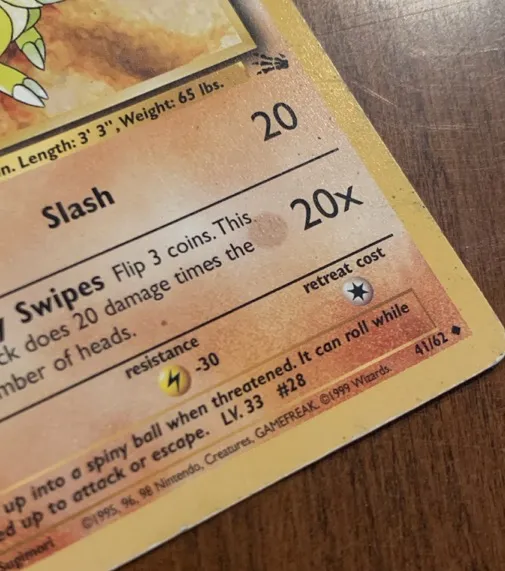 n. Length: 3' 3", Weight: 65 lbs.
Slash 20
Swipes Flip 3 coins. This 20x
ck does 20 damage times the
mber of heads.
resistance -30 retreat cost
up into a spiny ball when threatened. It can roll while
ed up to attack or escape. LV. 33 #28
Sugimori ©1995, 96, 98 Nintendo, Creatures, GAMEFREAK. ©1999 Wizards. 41/62